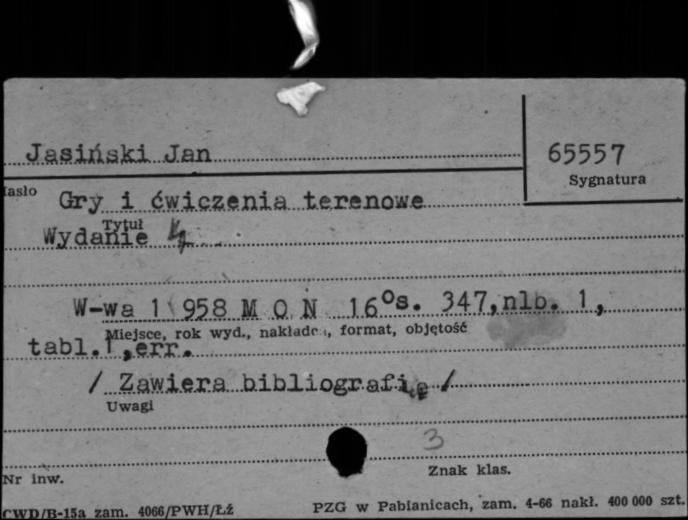 Jasiński Jan
65557
Sygnatura
Gry i ćwiczenia terenowe
Tytuł
Wydanie 4
W-wa 1 958 M O N 16°s. 347, nlb. 1,
Miejsce, rok wyd., nakładca, format, objętość
tabl.1, err.
/ Zawiera bibliografię /
Uwagi
3
Nr inw.
Znak klas.
CWD/B-15a zam. 4066/PWH/Łź
PZG w Pabianicach, zam. 4-66 nakł. 400 000 szt.